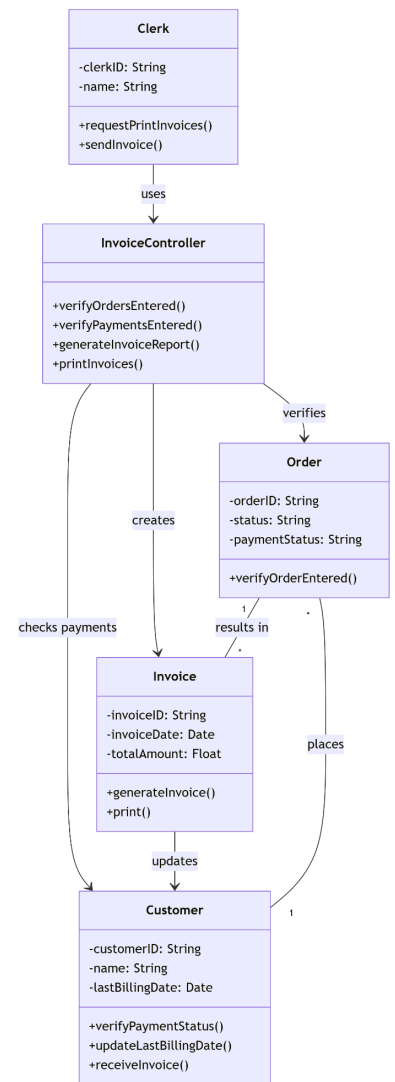 Clerk
-clerkID: String
-name: String
+requestPrintInvoices()
+sendInvoice()
uses
InvoiceController
+verifyOrdersEntered()
+verifyPaymentsEntered()
+generateInvoiceReport()
+printInvoices()
verifies
Order
-orderID: String
-status: String
-paymentStatus: String
+verifyOrderEntered()
creates
checks payments
1
results in
*
*
Invoice
-invoiceID: String
-invoiceDate: Date
-totalAmount: Float
+generateInvoice()
+print()
places
updates
Customer
1
-customerID: String
-name: String
-lastBillingDate: Date
+verifyPaymentStatus()
+updateLastBillingDate()
+receiveInvoice()